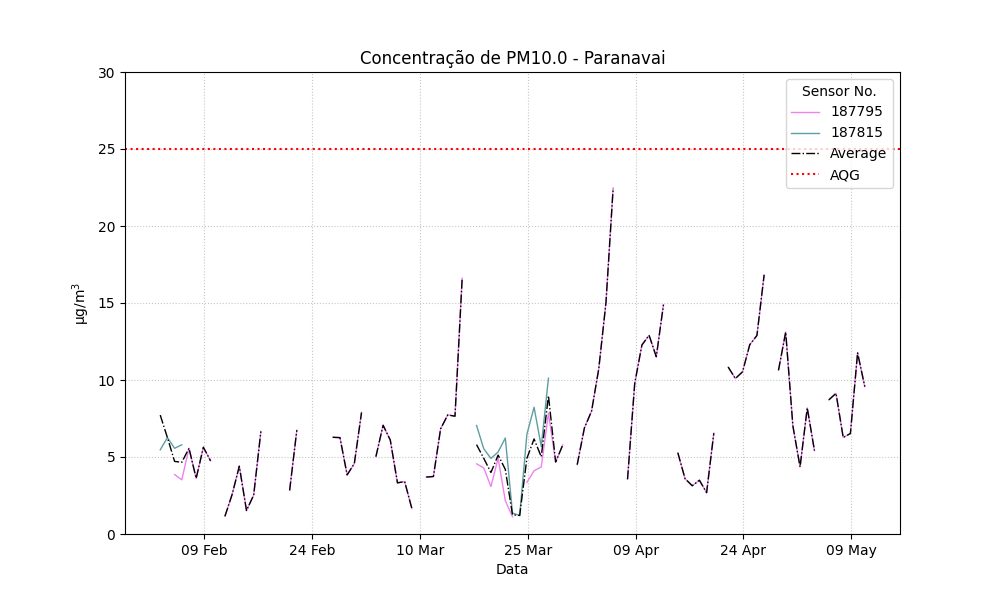 Concentração de PM10.0 - Paranavai
30
25
20
15
10
5
0
µg/m³
Sensor No.
187795
187815
Average
AQG
09 Feb
24 Feb
10 Mar
25 Mar
09 Apr
24 Apr
09 May
Data